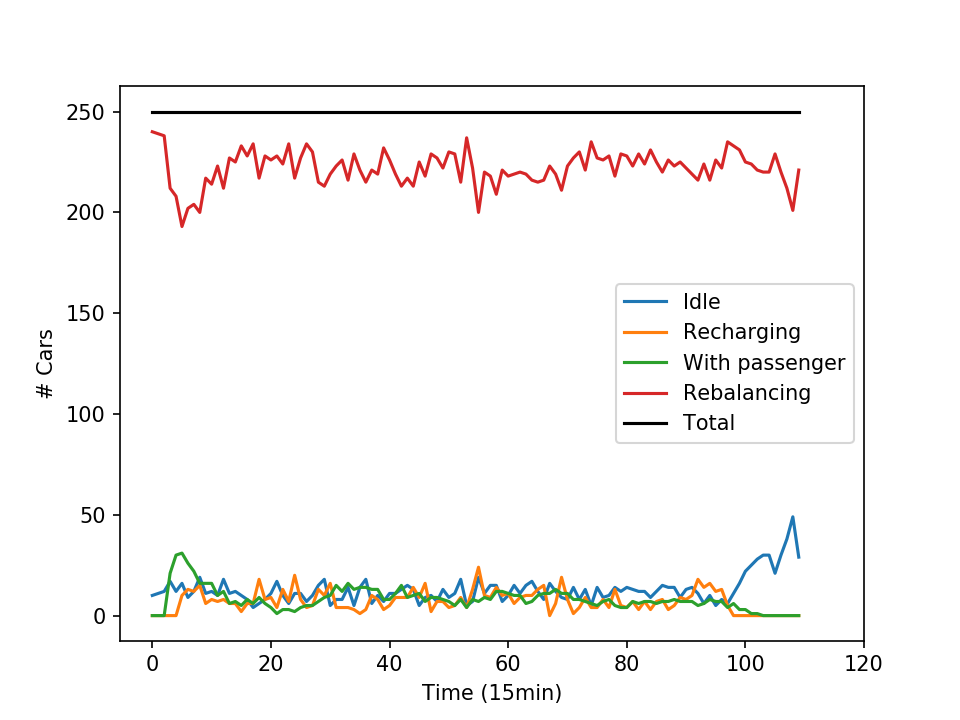 250
200
150
100
50
0
# Cars
Idle
Recharging
With passenger
Rebalancing
Total
0 20 40 60 80 100 120
Time (15min)